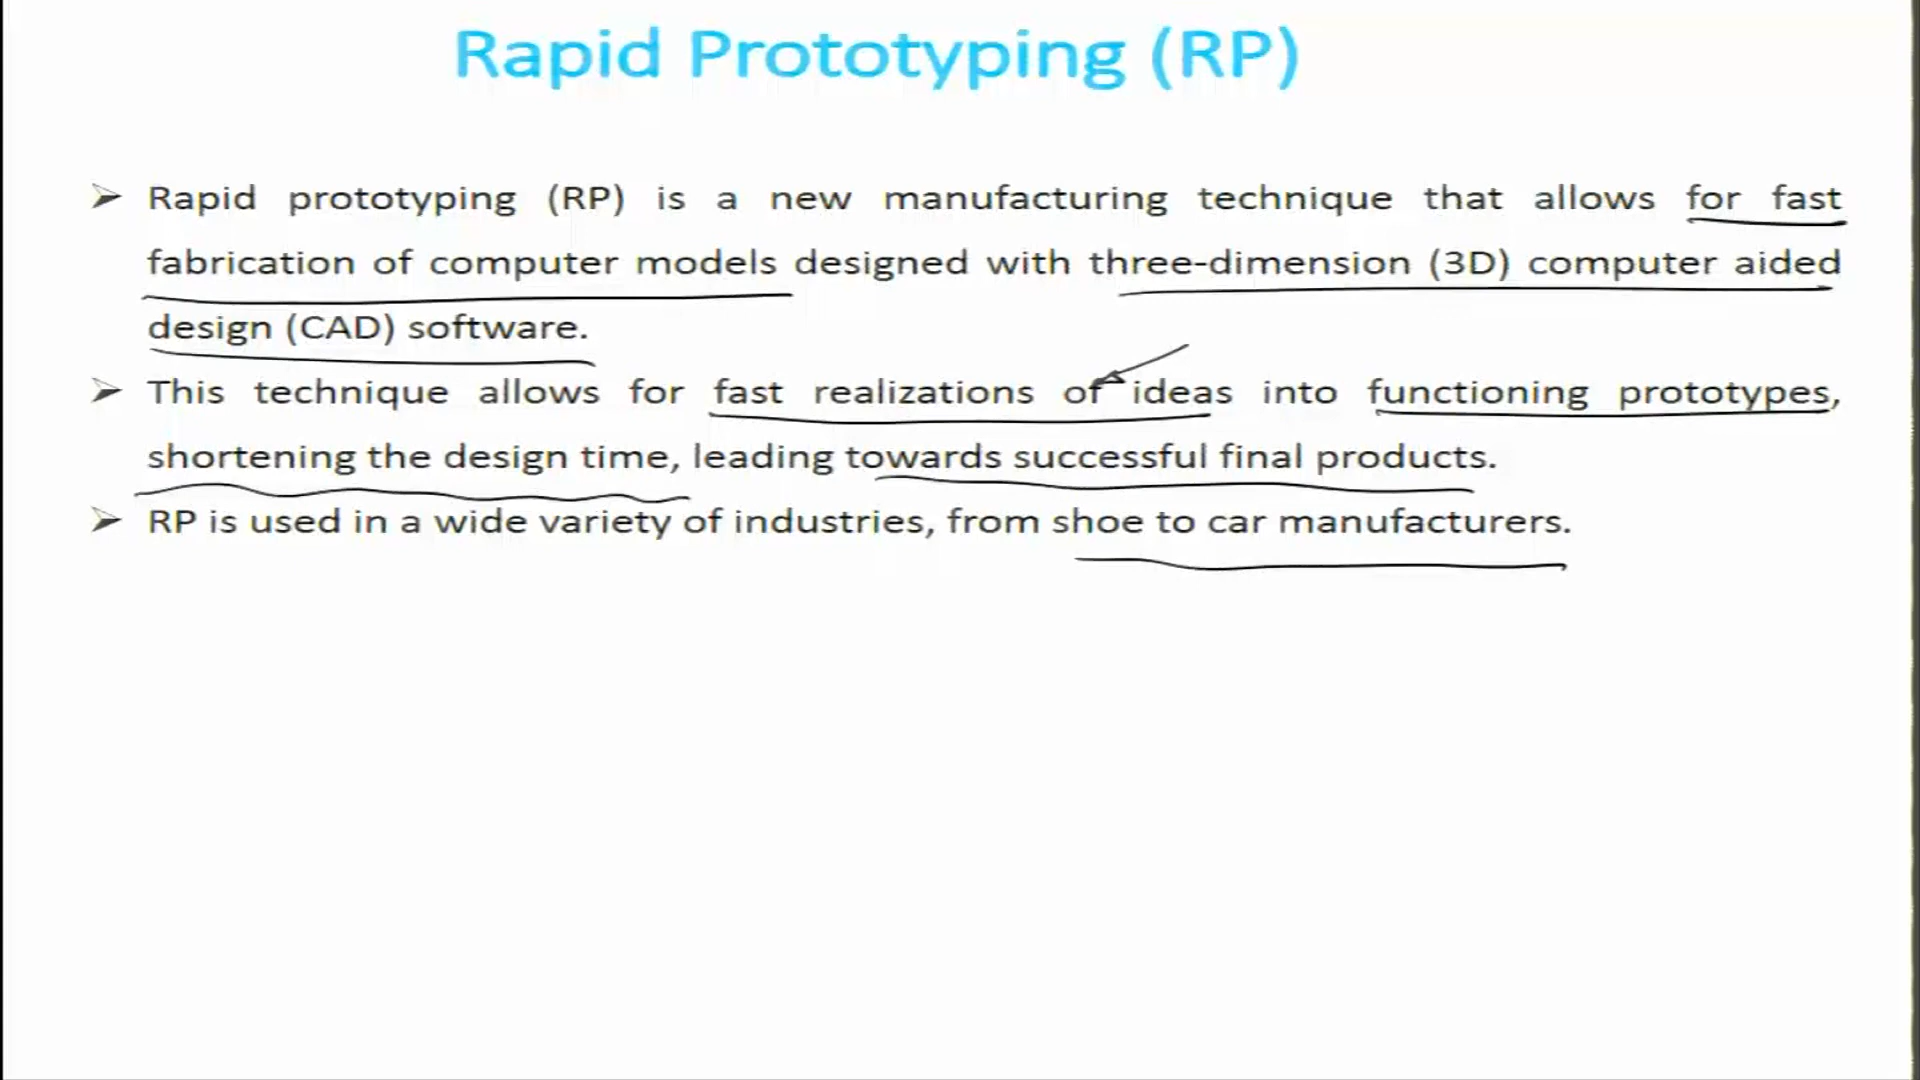 Rapid Prototyping (RP)
➢ Rapid prototyping (RP) is a new manufacturing technique that allows for fast
fabrication of computer models designed with three-dimension (3D) computer aided
design (CAD) software.
➢ This technique allows for fast realizations of ideas into functioning prototypes,
shortening the design time, leading towards successful final products.
➢ RP is used in a wide variety of industries, from shoe to car manufacturers.